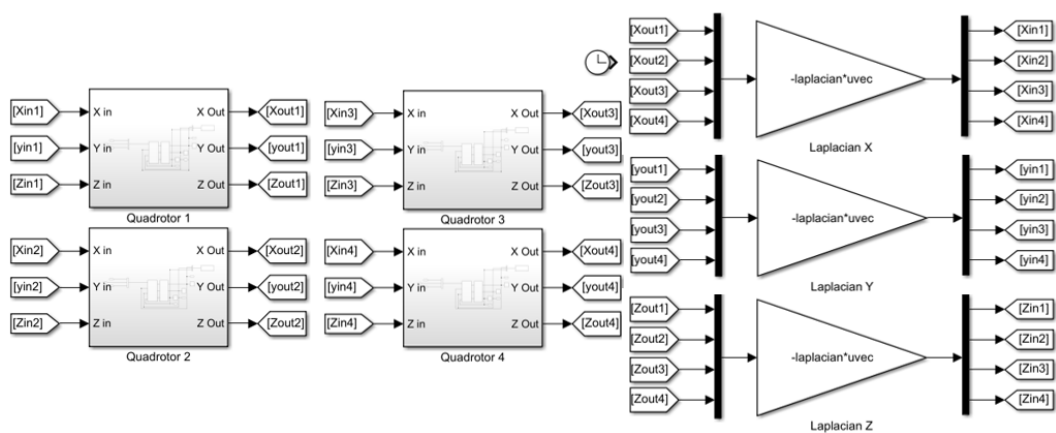 [Xin1]
X in
X Out
[Xout1]
[yin1]
Y in
Y Out
[yout1]
[Zin1]
Z in
Z Out
[Zout1]
Quadrotor 1
[Xin2]
X in
X Out
[Xout2]
[yin2]
Y in
Y Out
[yout2]
[Zin2]
Z in
Z Out
[Zout2]
Quadrotor 2
[Xin3]
X in
X Out
[Xout3]
[yin3]
Y in
Y Out
[yout3]
[Zin3]
Z in
Z Out
[Zout3]
Quadrotor 3
[Xin4]
X in
X Out
[Xout4]
[yin4]
Y in
Y Out
[yout4]
[Zin4]
Z in
Z Out
[Zout4]
Quadrotor 4
[Xout1]
[Xout2]
[Xout3]
[Xout4]
-laplacian*uvec
[Xin1]
[Xin2]
[Xin3]
[Xin4]
Laplacian X
[yout1]
[yout2]
[yout3]
[yout4]
-laplacian*uvec
[yin1]
[yin2]
[yin3]
[yin4]
Laplacian Y
[Zout1]
[Zout2]
[Zout3]
[Zout4]
-laplacian*uvec
[Zin1]
[Zin2]
[Zin3]
[Zin4]
Laplacian Z